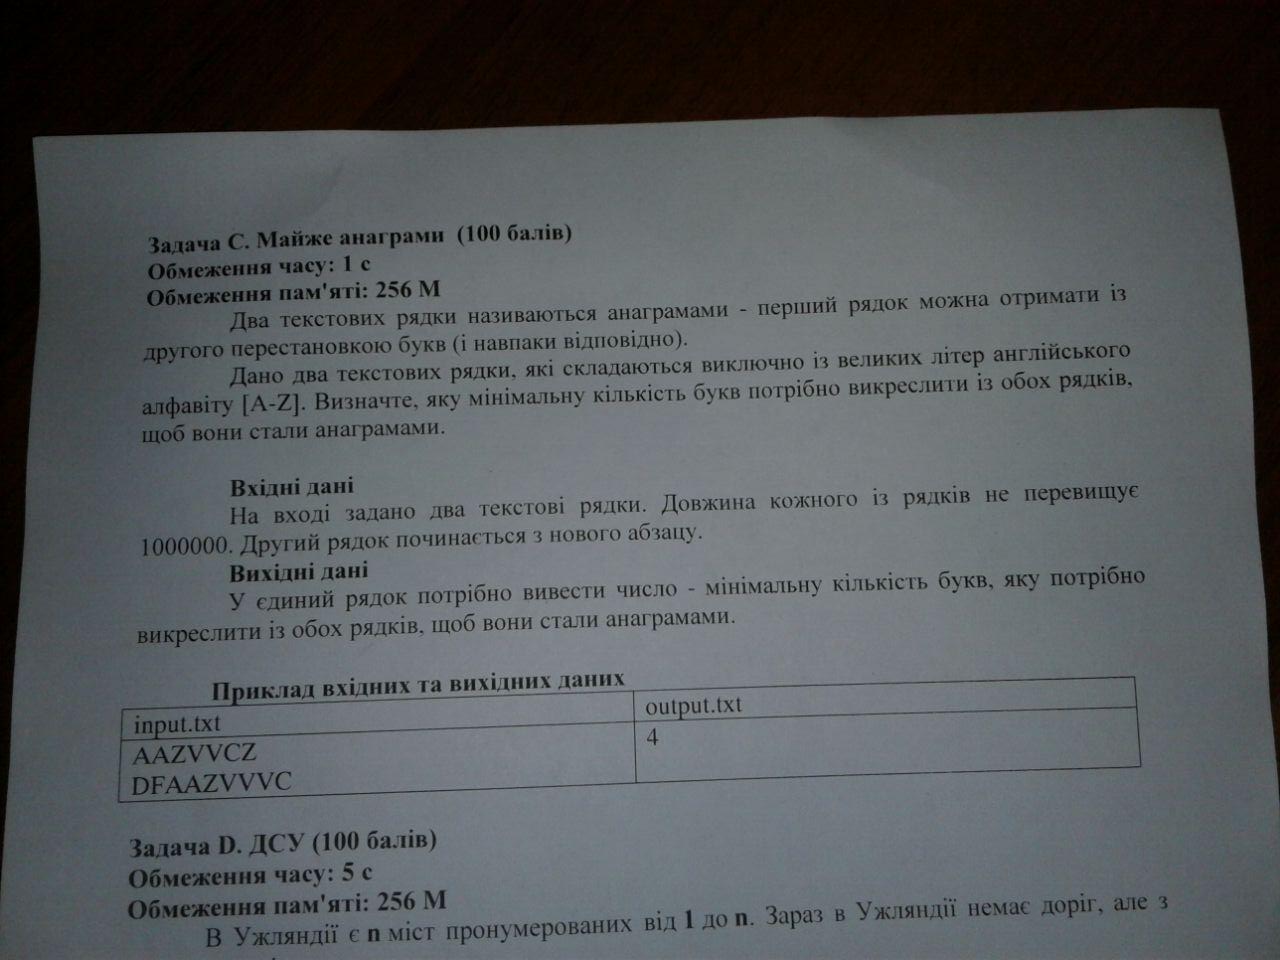 Задача С. Майже анаграми (100 балів)
Обмеження часу: 1 с
Обмеження пам'яті: 256 М
Два текстових рядки називаються анаграмами - перший рядок можна отримати із
другого перестановкою букв (і навпаки відповідно).
Дано два текстових рядки, які складаються виключно із великих літер англійського
алфавіту [A-Z]. Визначте, яку мінімальну кількість букв потрібно викреслити із обох рядків,
щоб вони стали анаграмами.
Вхідні дані
На вході задано два текстові рядки. Довжина кожного із рядків не перевищує
1000000. Другий рядок починається з нового абзацу.
Вихідні дані
У єдиний рядок потрібно вивести число - мінімальну кількість букв, яку потрібно
викреслити із обох рядків, щоб вони стали анаграмами.
Приклад вхідних та вихідних даних
input.txt
output.txt
AAZVVCZ
DFAAZVVVC
4
Задача D. ДСУ (100 балів)
Обмеження часу: 5 с
Обмеження пам'яті: 256 М
В Ужляндії є n міст пронумерованих від 1 до n. Зараз в Ужляндії немає доріг, але з